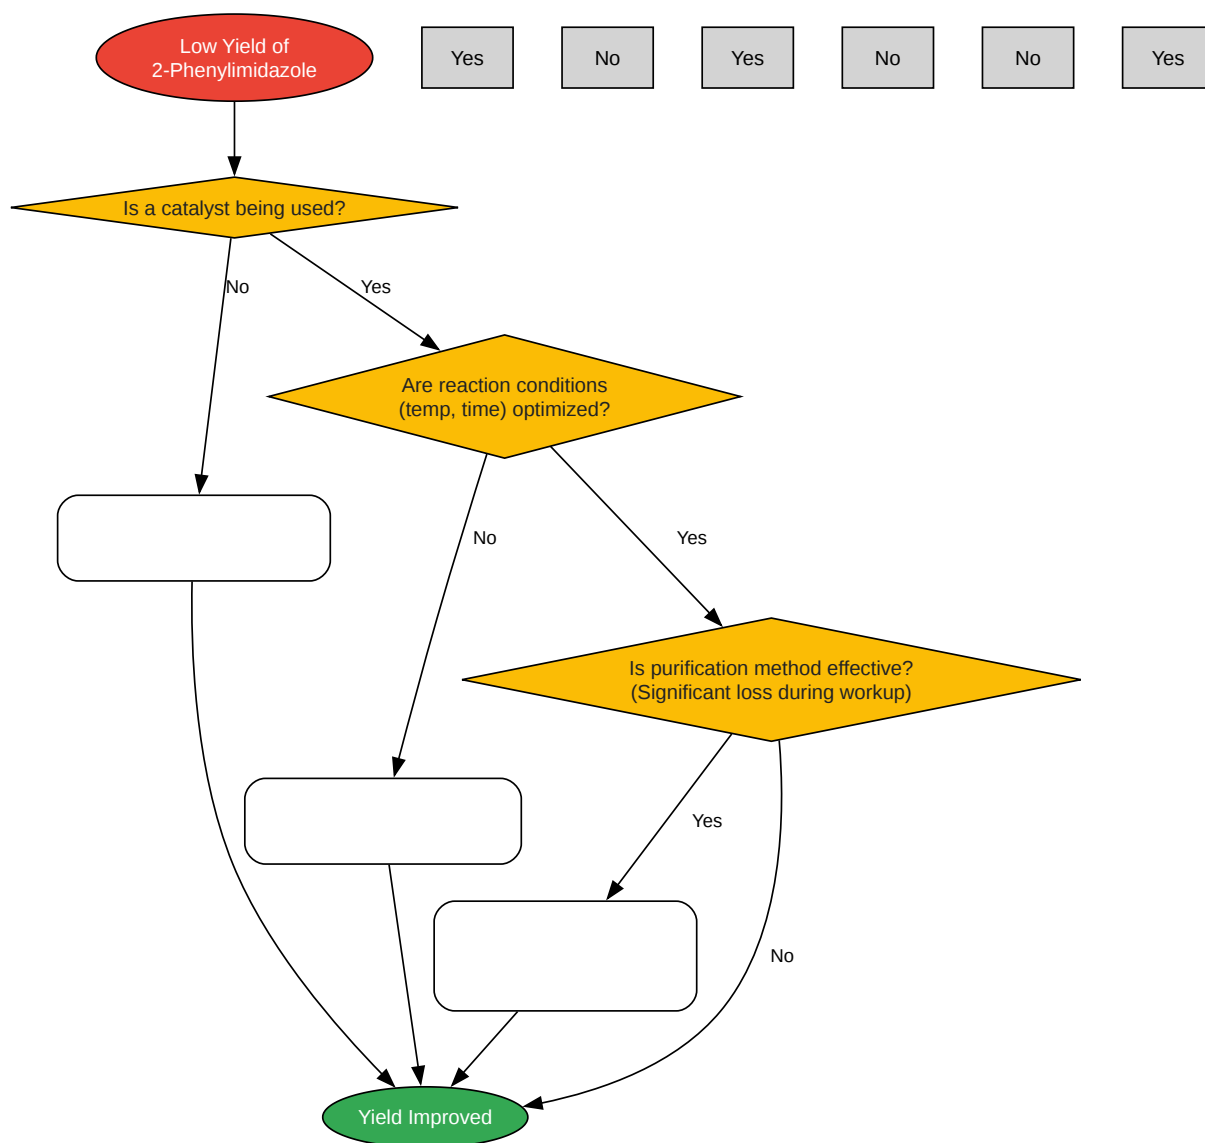 Low Yield of
2-Phenylimidazole
Yes
No
Yes
No
No
Yes
Is a catalyst being used?
No
Yes
Are reaction conditions
(temp, time) optimized?
No
Yes
Is purification method effective?
(Significant loss during workup)
Yes
No
Yield Improved